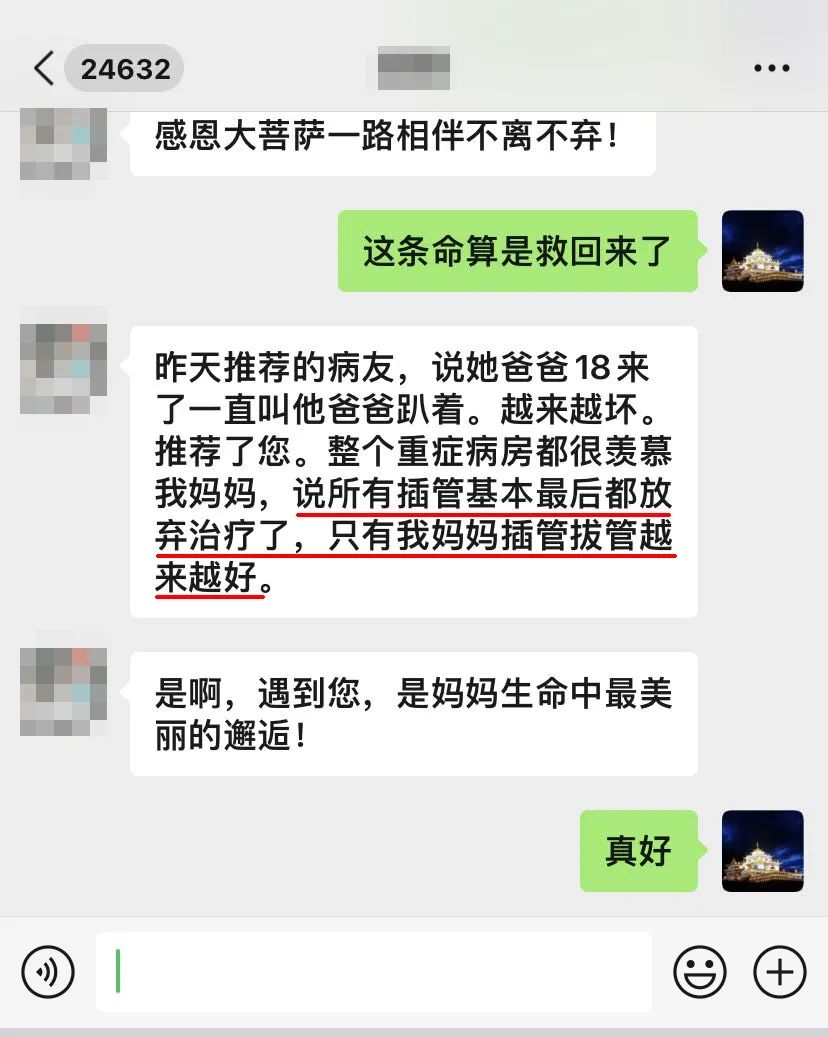 24632
感恩大菩萨一路相伴不离不弃！
这条命算是救回来了
昨天推荐的病友，说她爸爸18来
了一直叫他爸爸趴着。越来越坏。
推荐了您。整个重症病房都很羡慕
我妈妈，说所有插管基本最后都放
弃治疗了，只有我妈妈插管拔管越
来越好。
是啊，遇到您，是妈妈生命中最美
丽的邂逅！
真好